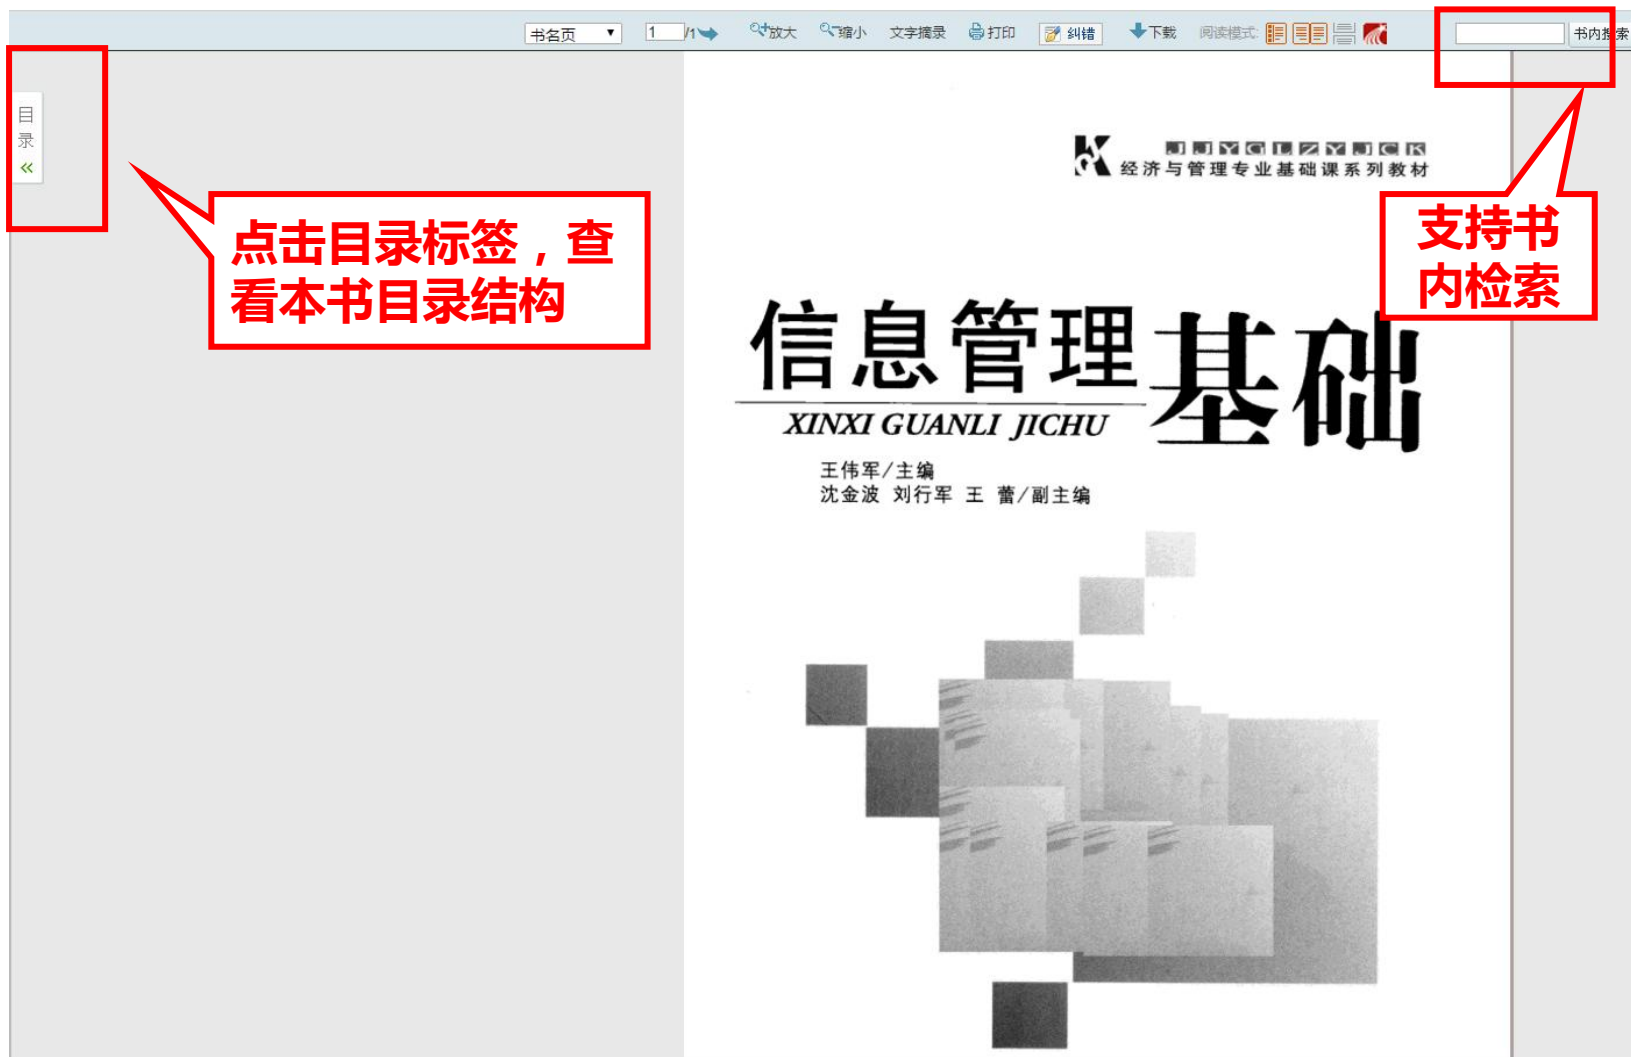 书名页 1 /1 放大 缩小 文字摘录 打印 纠错 下载 阅读模式: 书内搜索
目
录
«
点击目录标签，查
看本书目录结构
支持书
内检索
JJYGLZYJCK
经济与管理专业基础课系列教材
信息管理基础
XINXI GUANLI JICHU
王伟军/主编
沈金波 刘行军 王 蕾/副主编